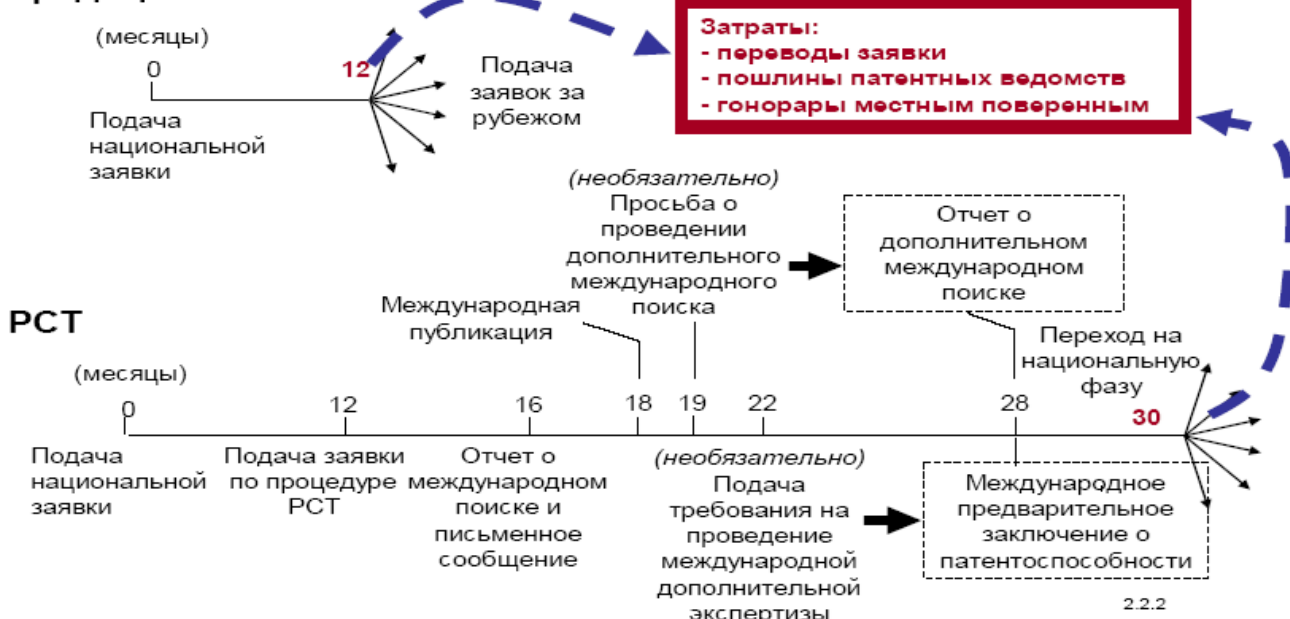 (месяцы)
0
12
Подача
национальной
заявки
Подача
заявок за
рубежом
Затраты:
- переводы заявки
- пошлины патентных ведомств
- гонорары местным поверенным
(необязательно)
Просьба о
проведении
дополнительного
международного
поиска
Отчет о
дополнительном
международном
поиске
Международная
публикация
PCT
(месяцы)
Переход на
национальную
фазу
0
12
16
18
19
22
28
30
Подача
национальной
заявки
Подача заявки
по процедуре
PCT
Отчет о
международном
поиске и
письменное
сообщение
(необязательно)
Подача
требования на
проведение
международной
дополнительной
экспертизы
Международное
предварительное
заключение о
патентоспособности
2.2.2